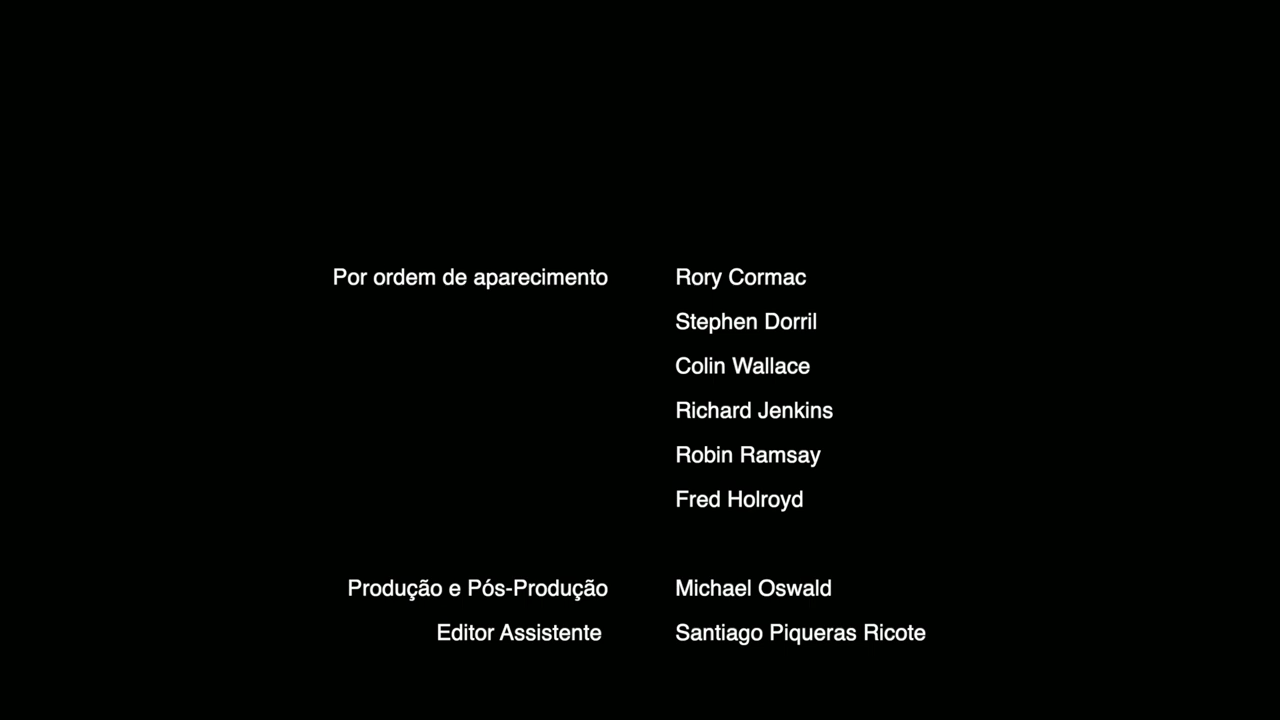 Por ordem de aparecimento Rory Cormac
Stephen Dorril
Colin Wallace
Richard Jenkins
Robin Ramsay
Fred Holroyd
Produção e Pós-Produção Michael Oswald
Editor Assistente Santiago Piqueras Ricote